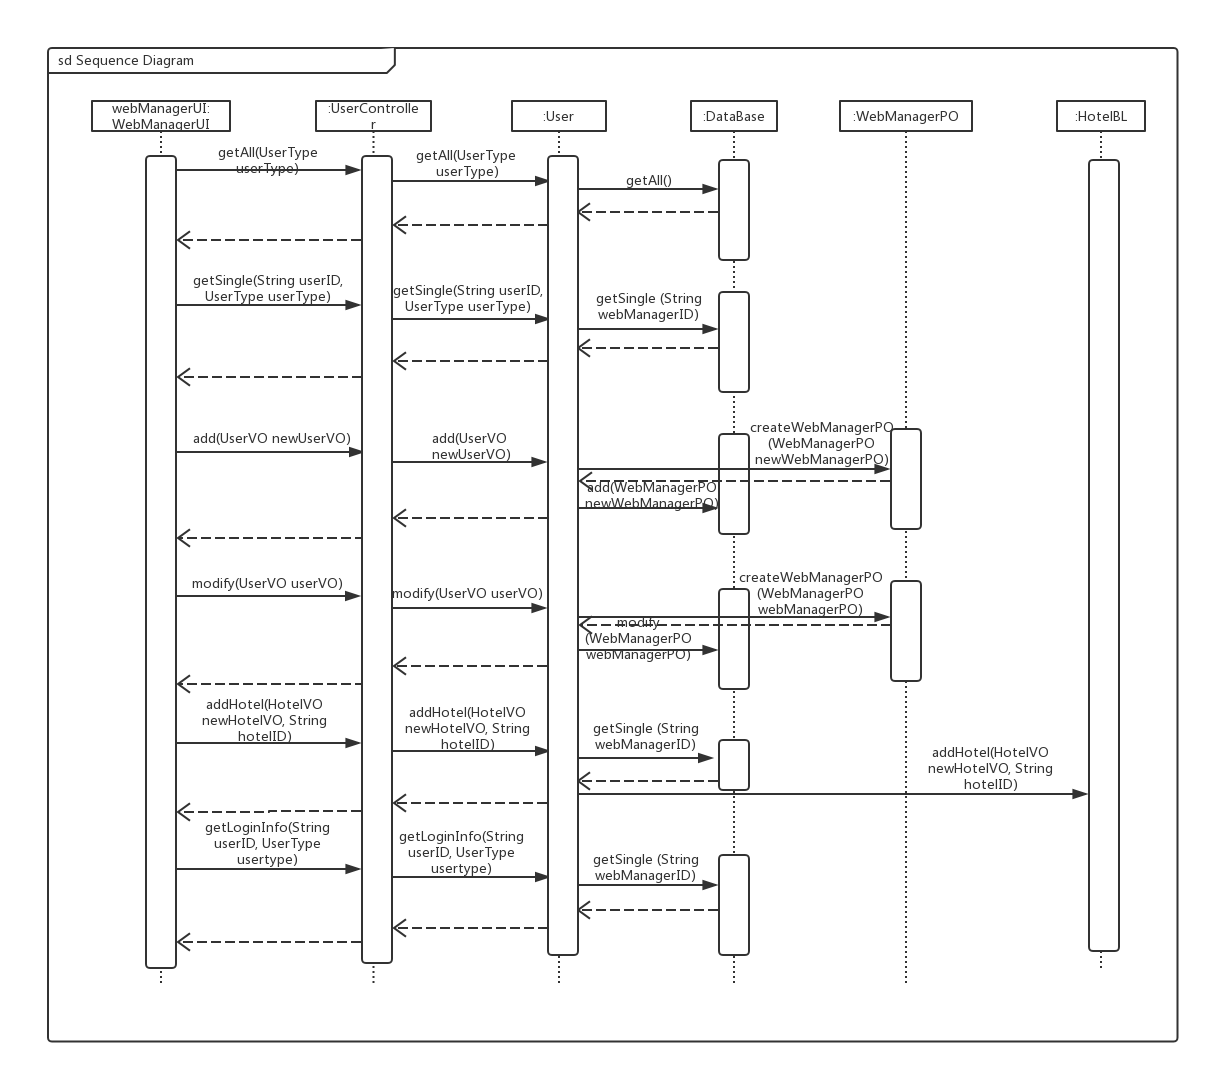 sd Sequence Diagram
webManagerUI:
WebManagerUI
:UserControlle
r
:User
:DataBase
:WebManagerPO
:HotelBL
getAll(UserType
userType)
getAll(UserType
userType)
getAll()
getSingle(String userID,
UserType userType)
getSingle(String userID,
UserType userType)
getSingle (String
webManagerID)
add(UserVO newUserVO)
add(UserVO
newUserVO)
createWebManagerPO
(WebManagerPO
newWebManagerPO)
add(WebManagerPO
newWebManagerPO)
modify(UserVO userVO)
modify(UserVO userVO)
createWebManagerPO
(WebManagerPO
webManagerPO)
modify
(WebManagerPO
webManagerPO)
addHotel(HotelVO
newHotelVO, String
hotelID)
addHotel(HotelVO
newHotelVO, String
hotelID)
getSingle (String
webManagerID)
addHotel(HotelVO
newHotelVO, String
hotelID)
getLoginInfo(String
userID, UserType
usertype)
getLoginInfo(String
userID, UserType
usertype)
getSingle (String
webManagerID)